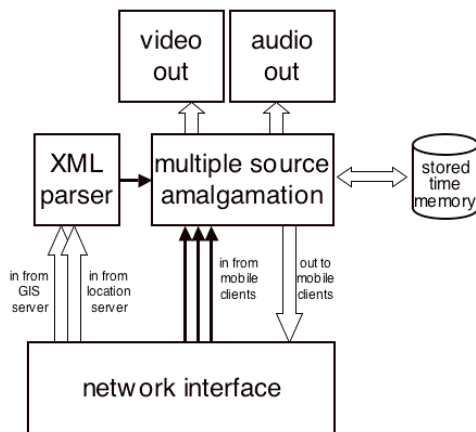 video
out
audio
out
XML
parser
multiple source
amalgamation
stored
time
memory
in from
GIS
server
in from
location
server
in from
mobile
clients
out to
mobile
clients
network interface